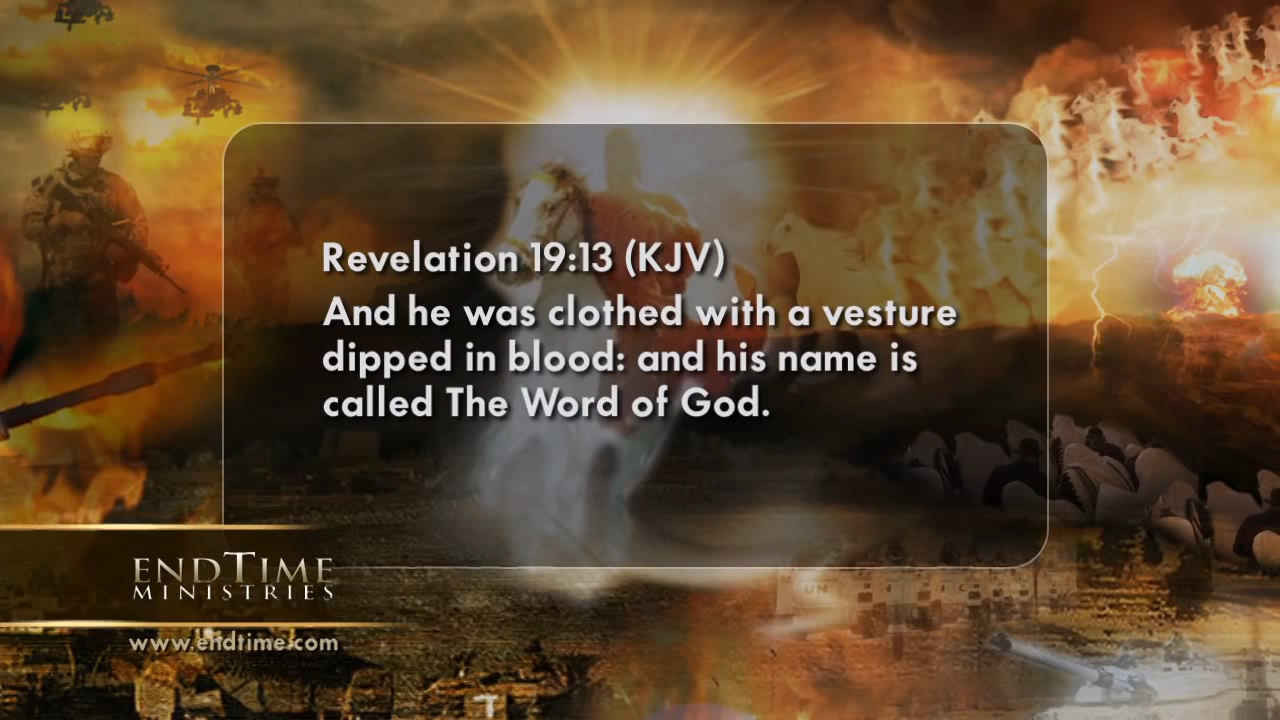 Revelation 19:13 (KJV)
And he was clothed with a vesture
dipped in blood: and his name is
called The Word of God.
ENDTIME
MINISTRIES
www.endtime.com
UN